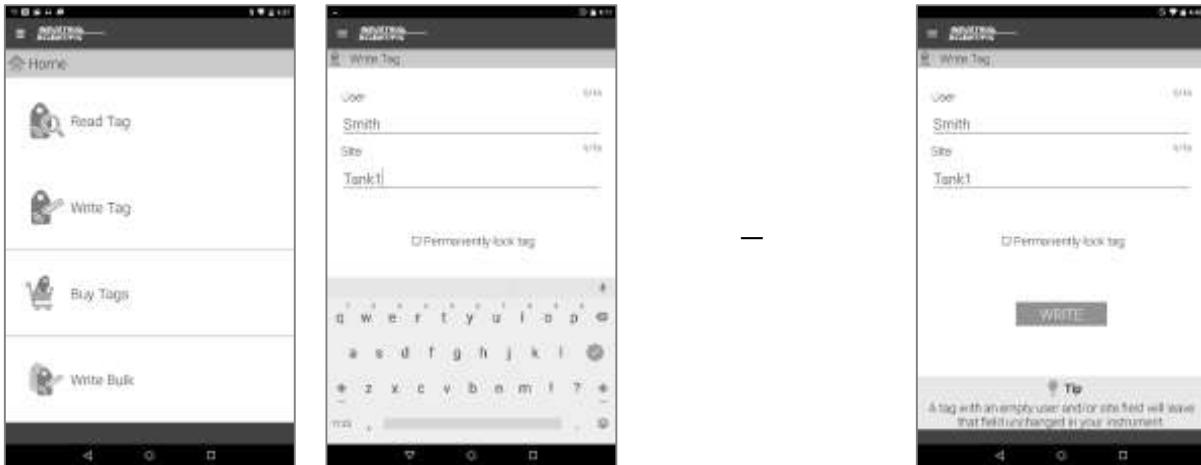 Home
Read Tag
Write Tag
Buy Tags
Write Bulk
Write Tag
User
Smith
Site
Tank1
Permanently lock tag
q w e r t y u i o p
a s d f g h j k l
z x c v b n m ! ?
Write Tag
User
Smith
Site
Tank1
Permanently lock tag
WRITE
Tip
A tag with an empty user and/or site field will leave
that field unchanged in your instrument.